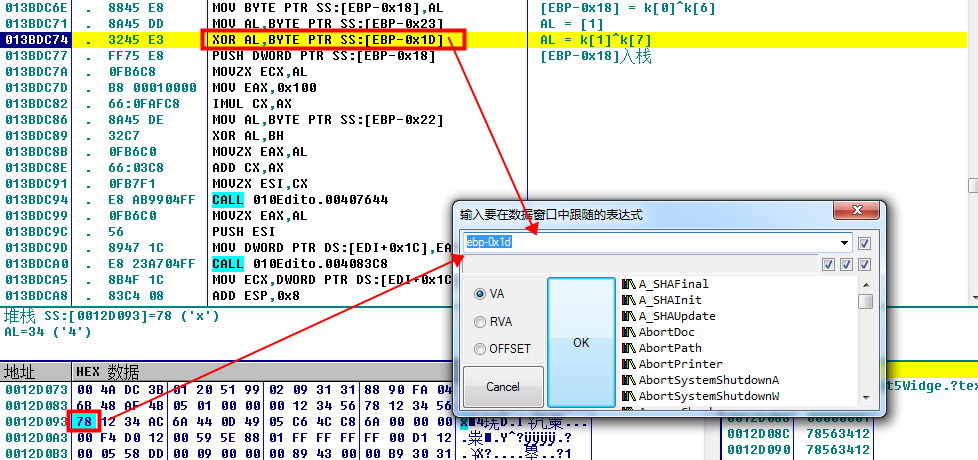 013BDC6E . 8845 E8 MOV BYTE PTR SS:[EBP-0x18],AL [EBP-0x18] = k[0]^k[6]
013BDC71 . 8A45 DD MOV AL,BYTE PTR SS:[EBP-0x23] AL = [1]
013BDC74 . 3245 E3 XOR AL,BYTE PTR SS:[EBP-0x1D] AL = k[1]^k[7]
013BDC77 . FF75 E8 PUSH DWORD PTR SS:[EBP-0x18] [EBP-0x18]入栈
013BDC7A . 0FB6C8 MOVZX ECX,AL
013BDC7D . B8 00010000 MOV EAX,0x100
013BDC82 . 66:0FAFC8 IMUL CX,AX
013BDC86 . 8A45 DE MOV AL,BYTE PTR SS:[EBP-0x22]
013BDC89 . 32C7 XOR AL,BH
013BDC8B . 0FB6C0 MOVZX EAX,AL
013BDC8E . 66:03C8 ADD CX,AX
013BDC91 . 0FB7F1 MOVZX ESI,CX
013BDC94 . E8 AB9904FF CALL 010Edito.00407644
013BDC99 . 0FB6C0 MOVZX EAX,AL
013BDC9C . 56 PUSH ESI
013BDC9D . 8947 1C MOV DWORD PTR DS:[EDI+0x1C],EA
013BDCA0 . E8 23A704FF CALL 010Edito.004083C8
013BDCA5 . 8B4F 1C MOV ECX,DWORD PTR DS:[EDI+0x1C
013BDCA8 . 83C4 08 ADD ESP,0x8
堆栈 SS:[0012D093]=78 ('x')
AL=34 ('4')
输入要在数据窗口中跟随的表达式
ebp-0x1d
VA
RVA
OFFSET
OK
Cancel
A_SHAFinal
A_SHAInit
A_SHAUpdate
AbortDoc
AbortPath
AbortPrinter
AbortSystemShutdownA
AbortSystemShutdownW
地址 HEX 数据
0012D073 00 4A DC 3B 01 20 51 99 02 09 31 31 88 90 FA 04
0012D083 6B 48 AF 4B 05 01 00 00 00 12 34 56 78 12 34 56
0012D093 78 12 34 AC 6A 44 0D 49 05 C6 4C C8 6A 00 00 00
0012D0A3 00 F4 D0 12 00 59 5E 88 01 FF FF FF FF 00 D1 12
0012D0B3 00 05 58 DD 00 09 00 00 00 89 43 00 00 B9 30 31
t5Widge.?tex
0012D08C 78563412
0012D090